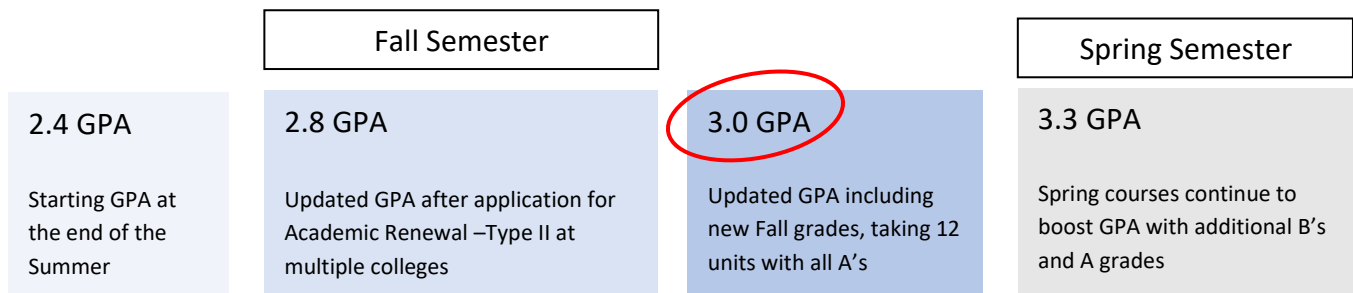 Fall Semester
Spring Semester
2.4 GPA
Starting GPA at
the end of the
Summer
2.8 GPA
Updated GPA after application for
Academic Renewal –Type II at
multiple colleges
3.0 GPA
Updated GPA including
new Fall grades, taking 12
units with all A’s
3.3 GPA
Spring courses continue to
boost GPA with additional B’s
and A grades